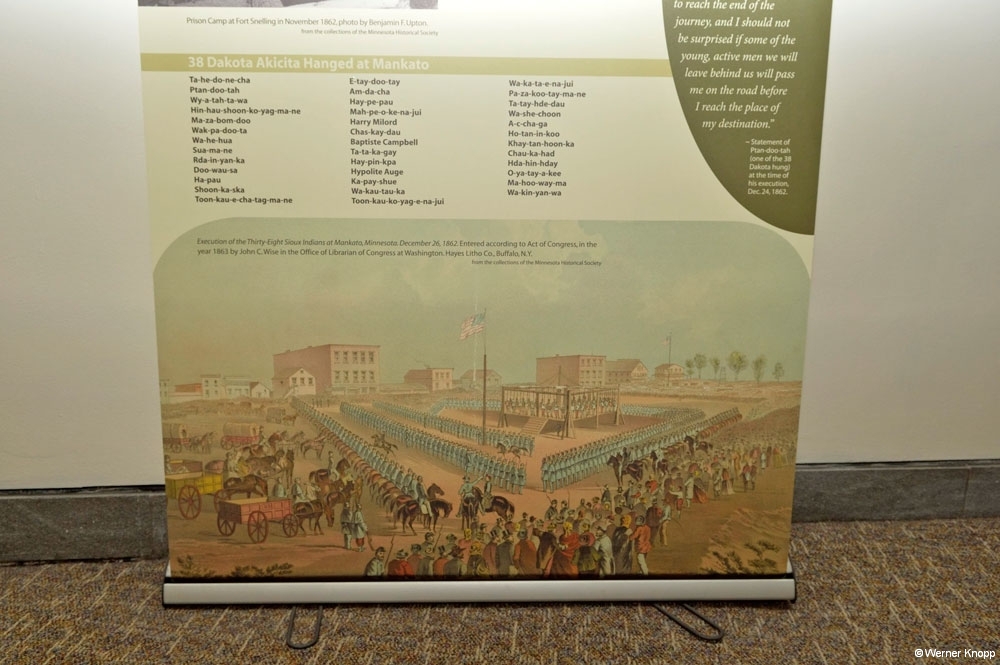 Prison Camp at Fort Snelling in November 1862, photo by Benjamin F. Upton.
from the collections of the Minnesota Historical Society
38 Dakota Akicita Hanged at Mankato
Ta-he-do-ne-cha
Ptan-doo-tah
Wy-a-tah-ta-wa
Hin-hau-shoon-ko-yag-ma-ne
Ma-za-bom-doo
Wak-pa-doo-ta
Wa-he-hua
Sua-ma-ne
Rda-in-yan-ka
Doo-wau-sa
Ha-pau
Shoon-ka-ska
Toon-kau-e-cha-tag-ma-ne
E-tay-doo-tay
Am-da-cha
Hay-pe-pau
Mah-pe-o-ke-na-jui
Harry Milord
Chas-kay-dau
Baptiste Campbell
Ta-ta-ka-gay
Hay-pin-kpa
Hypolite Auge
Ka-pay-shue
Wa-kau-tau-ka
Toon-kau-ko-yag-e-na-jui
Wa-ka-ta-e-na-jui
Pa-za-koo-tay-ma-ne
Ta-tay-hde-dau
Wa-she-choon
A-c-cha-ga
Ho-tan-in-koo
Khay-tan-hoon-ka
Chau-ka-had
Hda-hin-hday
O-ya-tay-a-kee
Ma-hoo-way-ma
Wa-kin-yan-wa
to reach the end of the
journey, and I should not
be surprised if some of the
young, active men we will
leave behind us will pass
me on the road before
I reach the place of
my destination."
~ Statement of
Ptan-doo-tah
(one of the 38
Dakota hung)
at the time of
his execution,
Dec. 24, 1862.
Execution of the Thirty-Eight Sioux Indians at Mankato, Minnesota. December 26, 1862. Entered according to Act of Congress, in the
year 1863 by John C. Wise in the Office of Librarian of Congress at Washington. Hayes Litho Co., Buffalo, N.Y.
from the collections of the Minnesota Historical Society
©Werner Knopp